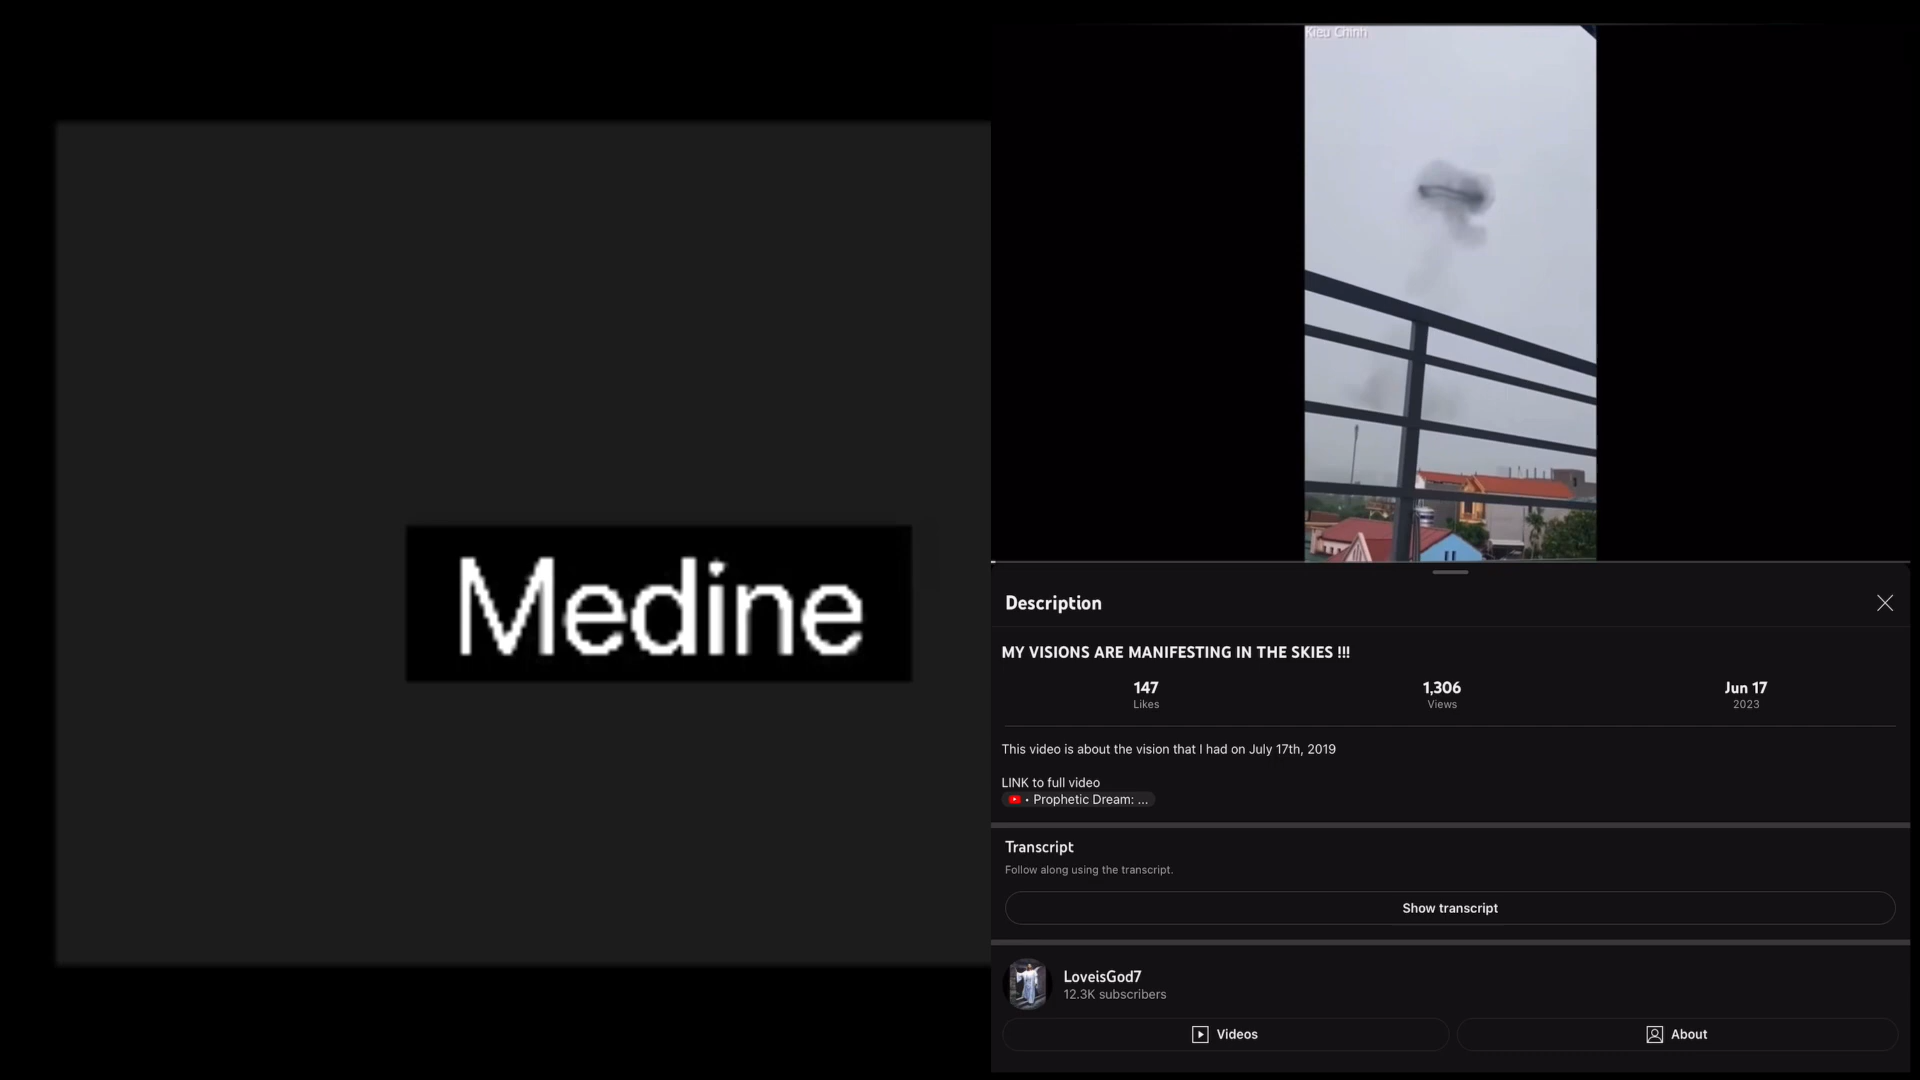 Medine
Kieu Chinh
Description
MY VISIONS ARE MANIFESTING IN THE SKIES !!!
147
Likes
1,306
Views
Jun 17
2023
This video is about the vision that I had on July 17th, 2019
LINK to full video
• Prophetic Dream: ...
Transcript
Follow along using the transcript.
Show transcript
LoveisGod7
12.3K subscribers
Videos
About